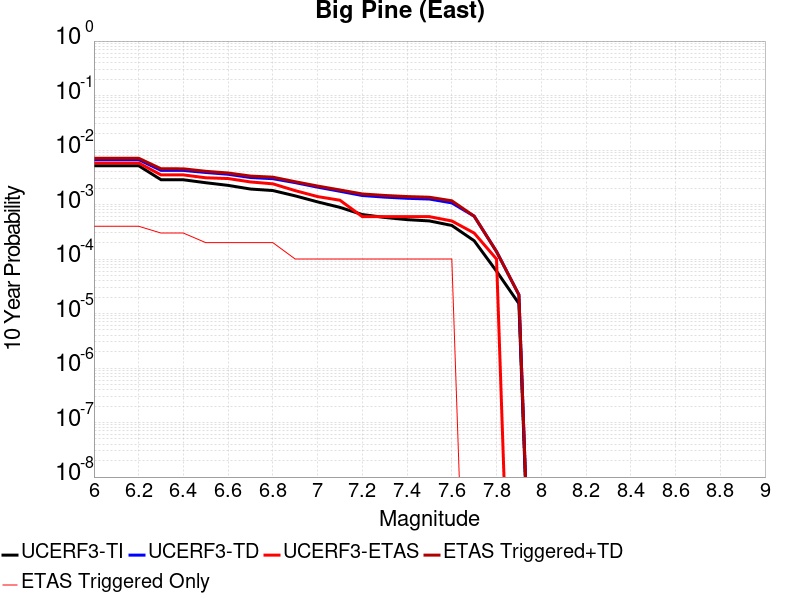 Big Pine (East)
10 0
10 -1
10 -2
10 -3
10 -4
10 -5
10 -6
10 -7
10 -8
10 Year Probability
6 6.2 6.4 6.6 6.8 7 7.2 7.4 7.6 7.8 8 8.2 8.4 8.6 8.8 9
Magnitude
UCERF3-TI UCERF3-TD UCERF3-ETAS ETAS Triggered+TD
ETAS Triggered Only